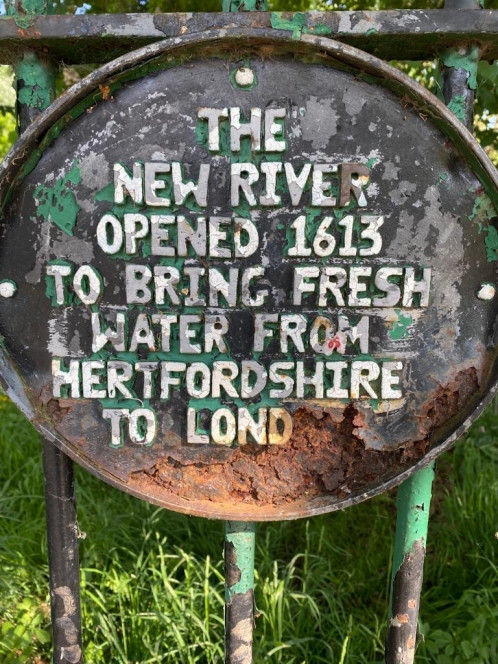 THE
NEW RIVER
OPENED 1613
TO BRING FRESH
WATER FROM
HERTFORDSHIRE
TO LOND